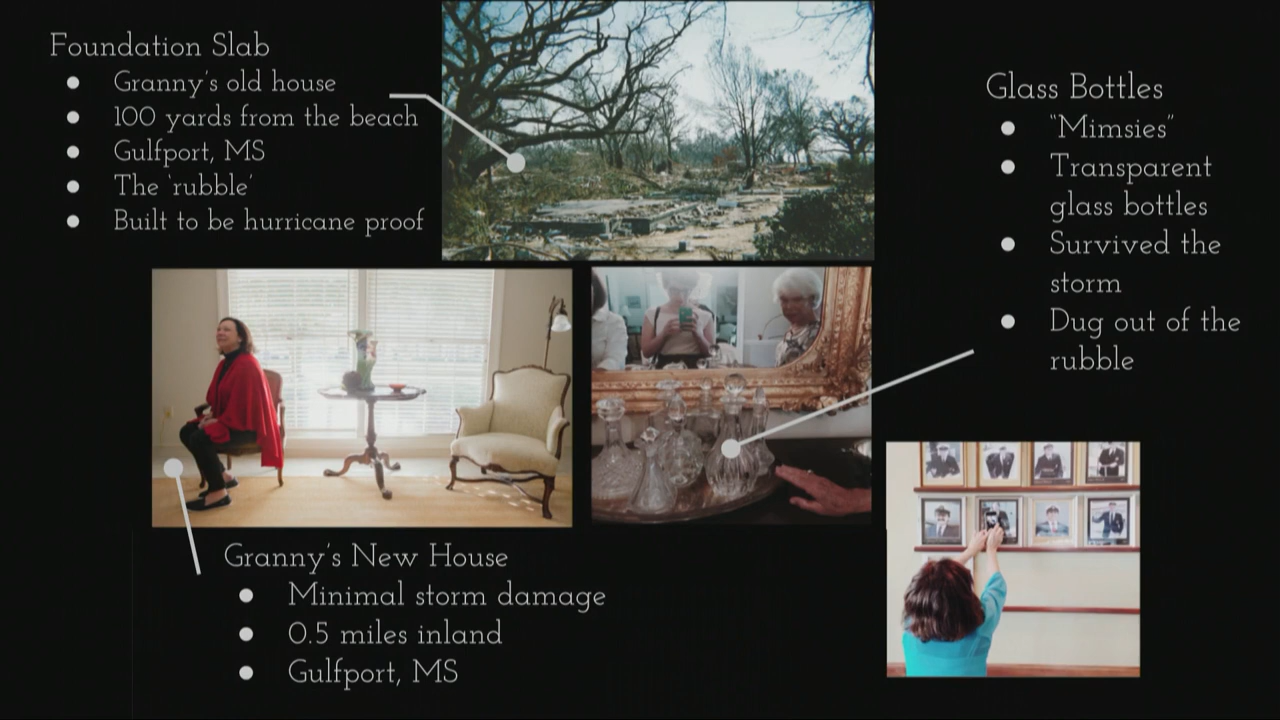 Foundation Slab
● Granny's old house
● 100 yards from the beach
● Gulfport, MS
● The 'rubble'
● Built to be hurricane proof
Glass Bottles
● "Mimsies"
● Transparent
glass bottles
● Survived the
storm
● Dug out of the
rubble
Granny's New House
● Minimal storm damage
● 0.5 miles inland
● Gulfport, MS